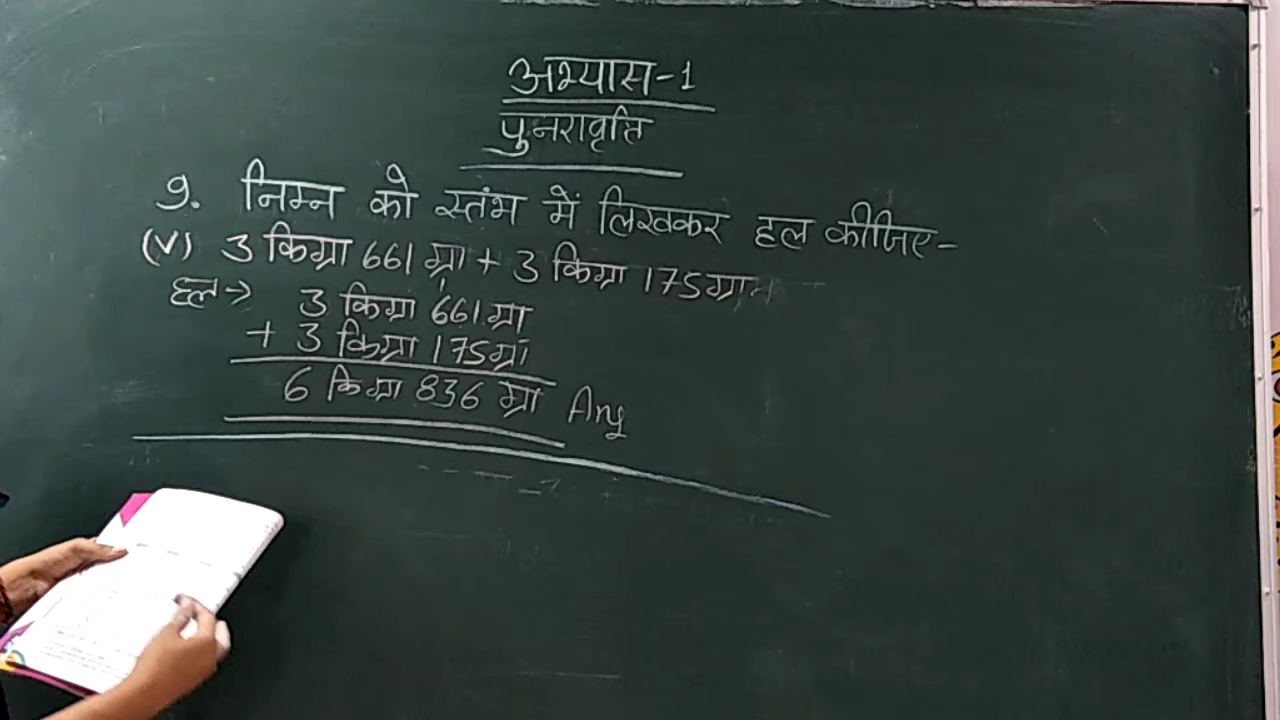 अभ्यास-1
पुनरावृत्ति
9. निम्न को स्तंभ में लिखकर हल कीजिए-
(V) 3 किग्रा 661 ग्रा + 3 किग्रा 175 ग्रा
हल→ 3 किग्रा 661 ग्रा
+ 3 किग्रा 175 ग्रा
6 किग्रा 836 ग्रा Ans